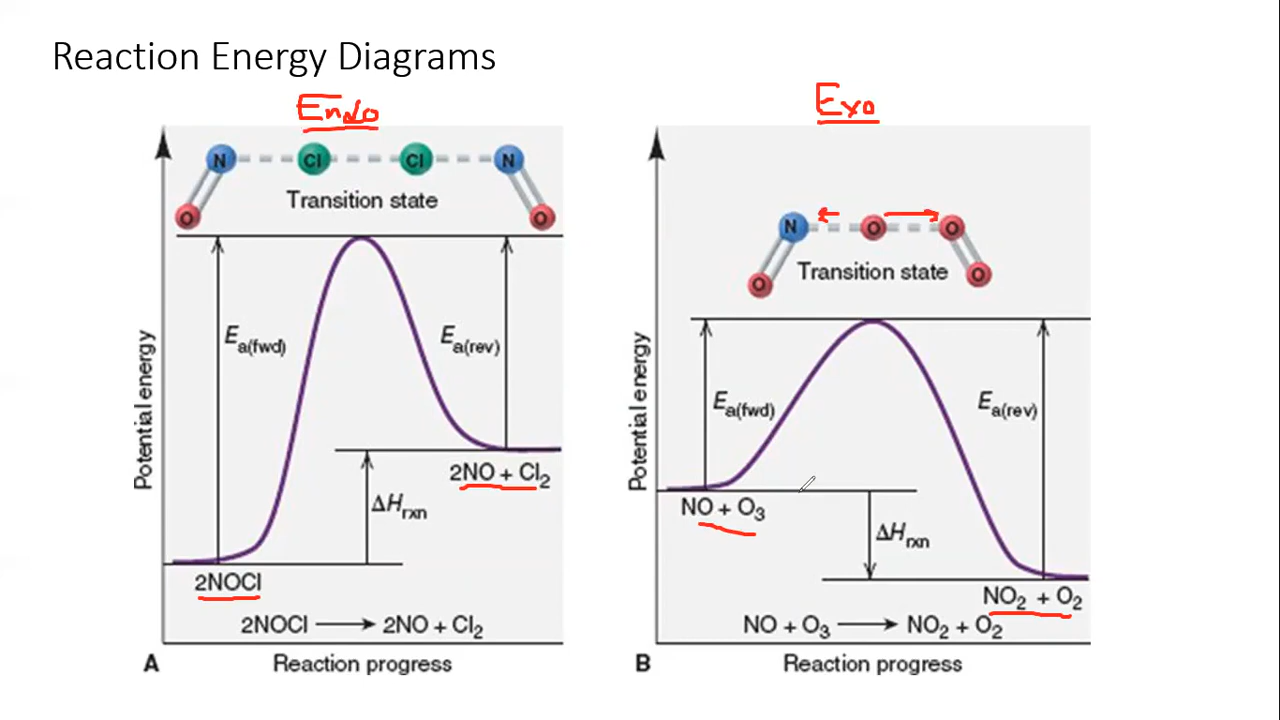 Reaction Energy Diagrams
Endo
N Cl Cl N
Transition state
O O
Eₐ(fwd)
Eₐ(rev)
Potential energy
2NO + Cl₂
ΔHrxn
2NOCl
2NOCl ⟶ 2NO + Cl₂
A
Reaction progress
Exo
N O O
O O
Transition state
Eₐ(fwd)
Eₐ(rev)
Potential energy
NO + O₃
ΔHrxn
NO₂ + O₂
NO + O₃ ⟶ NO₂ + O₂
B
Reaction progress